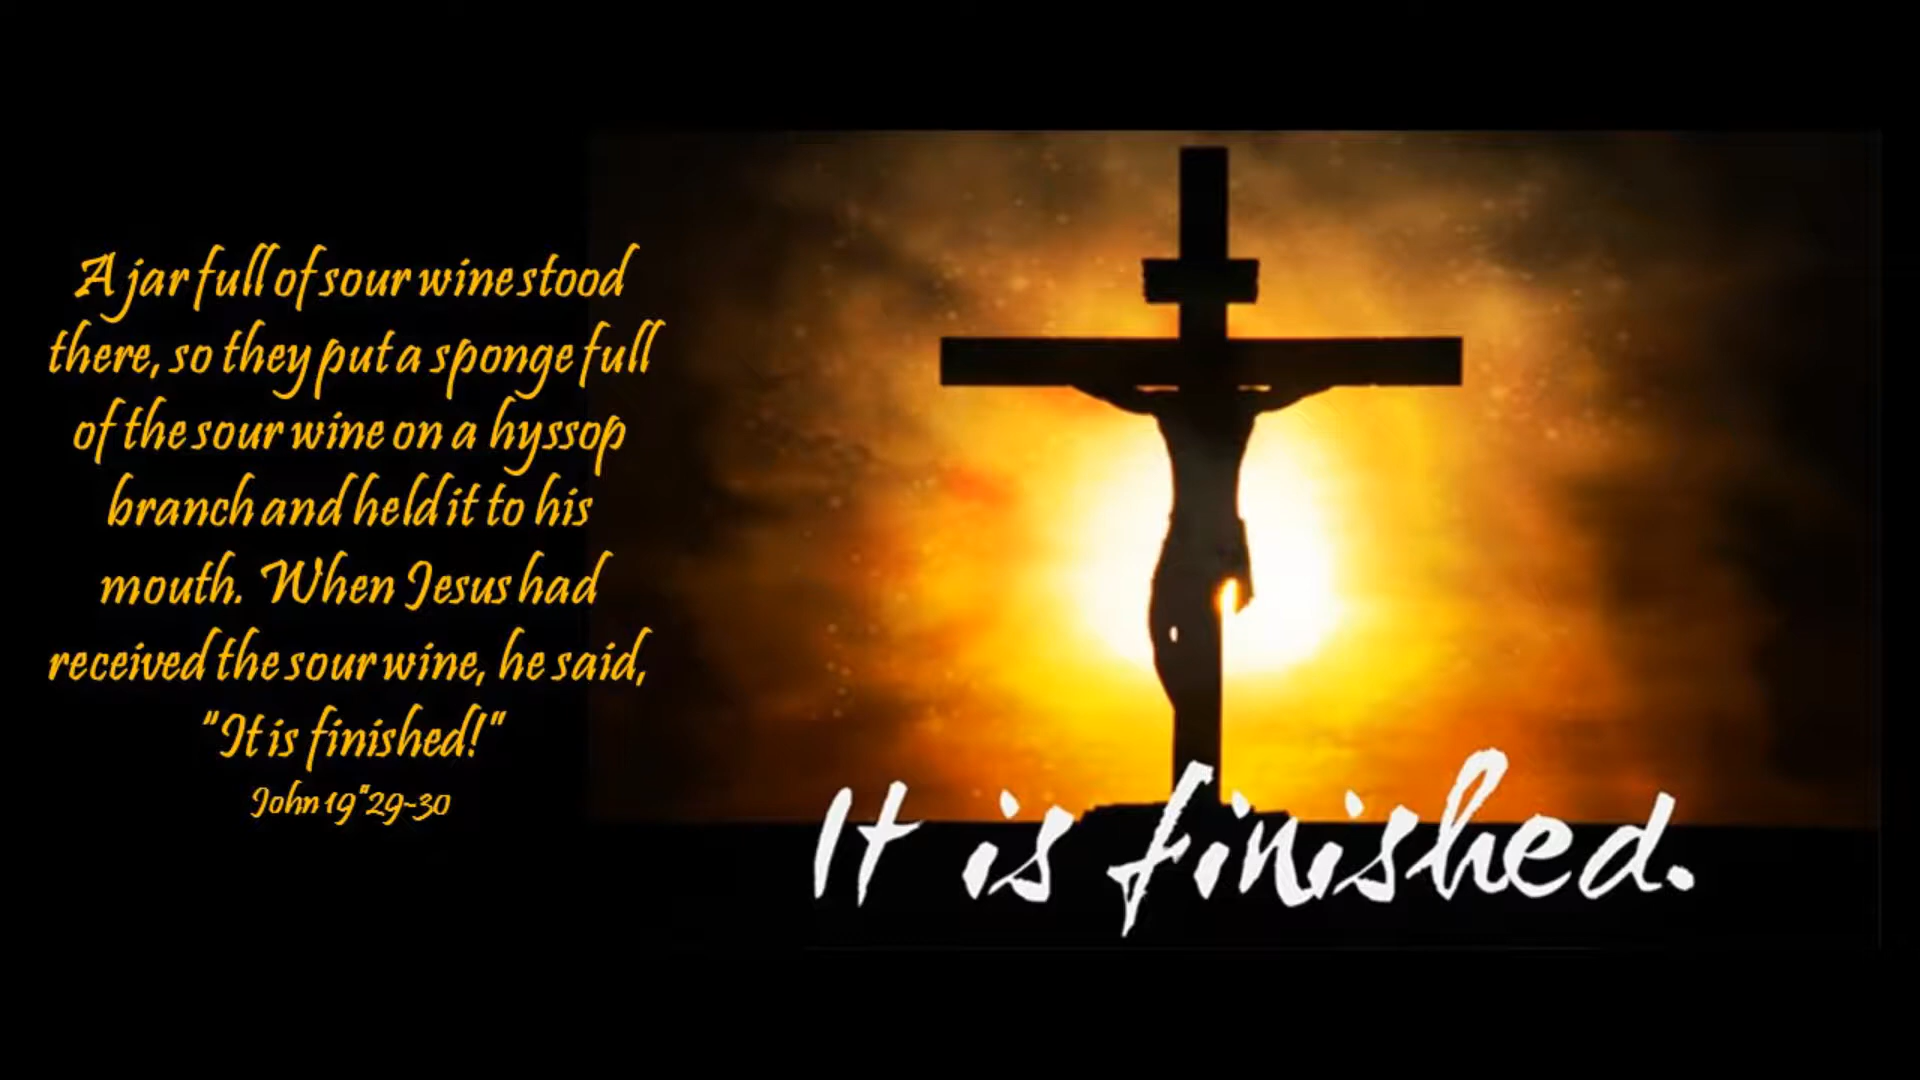 A jar full of sour wine stood
there, so they put a sponge full
of the sour wine on a hyssop
branch and held it to his
mouth. When Jesus had
received the sour wine, he said,
“It is finished!”
John 19"29-30
It is finished.